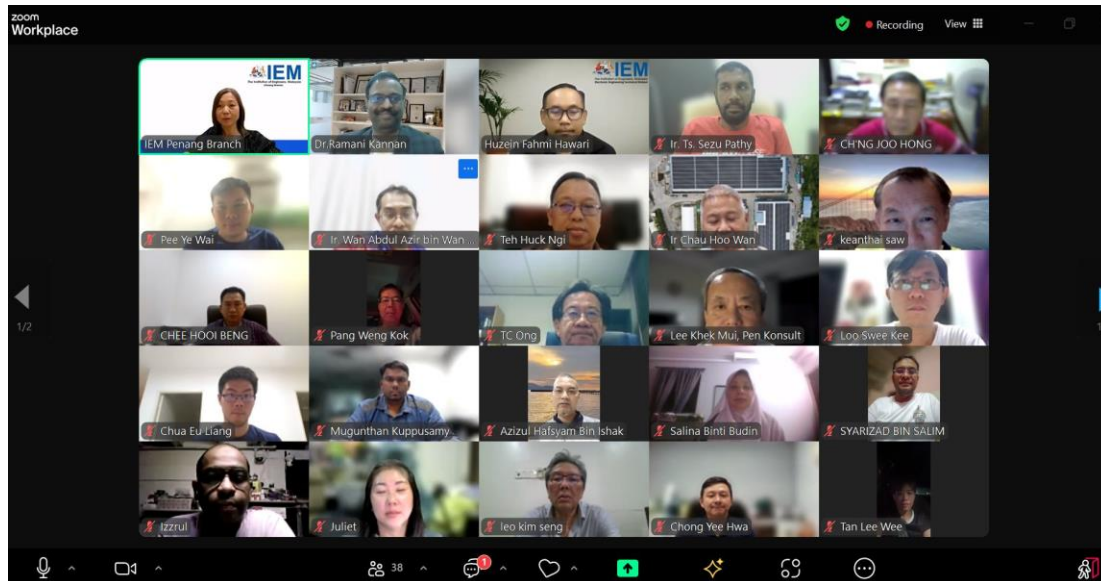 zoom
Workplace
Recording
View
IEM
IEM
IEM Penang Branch
Dr.Ramani Kannan
Huzein Fahmi Hawari
Ir. Ts. Sezu Pathy
CH'NG JOO HONG
Pee Ye Wai
Ir. Wan Abdul Azir bin Wan ...
Teh Huck Ngi
Ir Chau Hoo Wan
keanthai saw
1/2
CHEE HOOI BENG
Pang Weng Kok
TC Ong
Lee Khek Mui, Pen Konsult
Loo Swee Kee
Chua Eu Liang
Mugunthan Kuppusamy
Azizul Hafsyam Bin Ishak
Salina Binti Budin
SYARIZAD BIN SALIM
Izzrul
Juliet
leo kim seng
Chong Yee Hwa
Tan Lee Wee
38
1